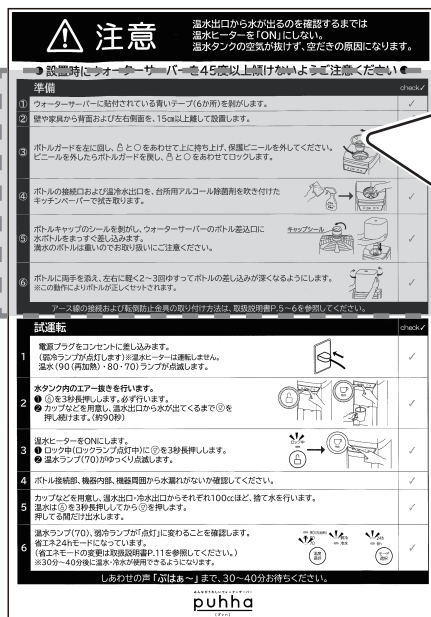 注意
温水出口から水が出るのを確認するまでは
温水ヒーターを「ON」にしない。
温水タンクの空気が抜けず、空だきの原因になります。
設置時にウォーターサーバーを45度以上傾けないようご注意ください
準備
check✓
① ウォーターサーバーに貼付されている青いテープ(6か所)を剥がします。
✓
② 壁や家具から背面および左右側面を、15cm以上離して設置します。
③ ボトルガードを左に回し、と○をあわせて上に持ち上げ、保護ビニールを外してください。
ビニールを外したらボトルガードを戻し、と○をあわせてロックします。
✓
④ ボトルの接続口および温冷水出口を、台所用アルコール除菌剤を吹き付けた
キッチンペーパーで拭き取ります。
✓
⑤ ボトルキャップのシールを剥がし、ウォーターサーバーのボトル差込口に
水ボトルをまっすぐ差し込みます。
満水のボトルは重いのでお取り扱いにご注意ください。
キャップシール
✓
⑥ ボトルに両手を添え、左右に軽く2〜3回ゆすってボトルの差し込みが深くなるようにします。
※この動作によりボトルが正しくセットされます。
✓
アース線の接続および転倒防止金具の取り付け方法は、取扱説明書P.5〜6を参照してください。
試運転
check✓
1 電源プラグをコンセントに差し込みます。
(弱冷ランプが点灯します)※温水ヒーターは運転しません。
温水(90(再加熱)・80・70)ランプが点滅します。
✓
2 水タンク内のエアー抜きを行います。
❶ を3秒長押しします。必ず行います。
❷ カップなどを用意し、温水出口から水が出てくるまでを
押し続けます。(約90秒)
✓
3 温水ヒーターをONにします。
❶ ロック中(ロックランプ点灯中)にを3秒長押しします。
❷ 温水ランプ(70)がゆっくり点滅します。
ロック中
✓
4 ボトル接続部、機器内部、機器周囲から水漏れがないか確認してください。
✓
5 カップなどを用意し、温水出口・冷水出口からそれぞれ100ccほど、捨て水を行います。
温水はを3秒長押ししてからを押します。
押してる間だけ出水します。
✓
6 温水ランプ(70)、弱冷ランプが「点灯」に変わることを確認します。
省エネ24hモードになっています。
(省エネモードの変更は取扱説明書P.11を参照してください。)
※30分〜40分後に温水・冷水が使用できるようになります。
✓
しあわせの声「ぷはぁ〜」まで、30〜40分お待ちください。
puhha